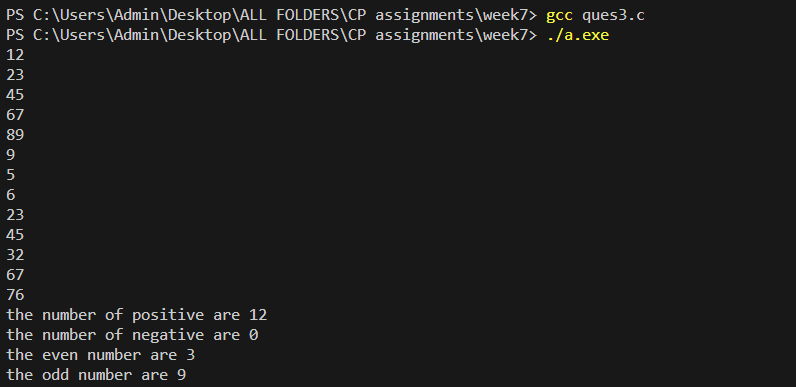 PS C:\Users\Admin\Desktop\ALL FOLDERS\CP assignments\week7> gcc ques3.c
PS C:\Users\Admin\Desktop\ALL FOLDERS\CP assignments\week7> ./a.exe
12
23
45
67
89
9
5
6
23
45
32
67
76
the number of positive are 12
the number of negative are 0
the even number are 3
the odd number are 9